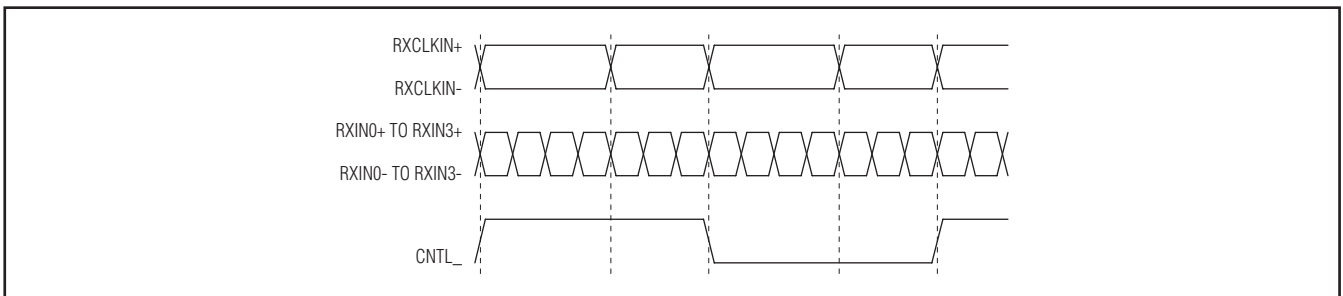 RXCLKIN+
RXCLKIN-
RXIN0+ TO RXIN3+
RXIN0- TO RXIN3-
CNTL_